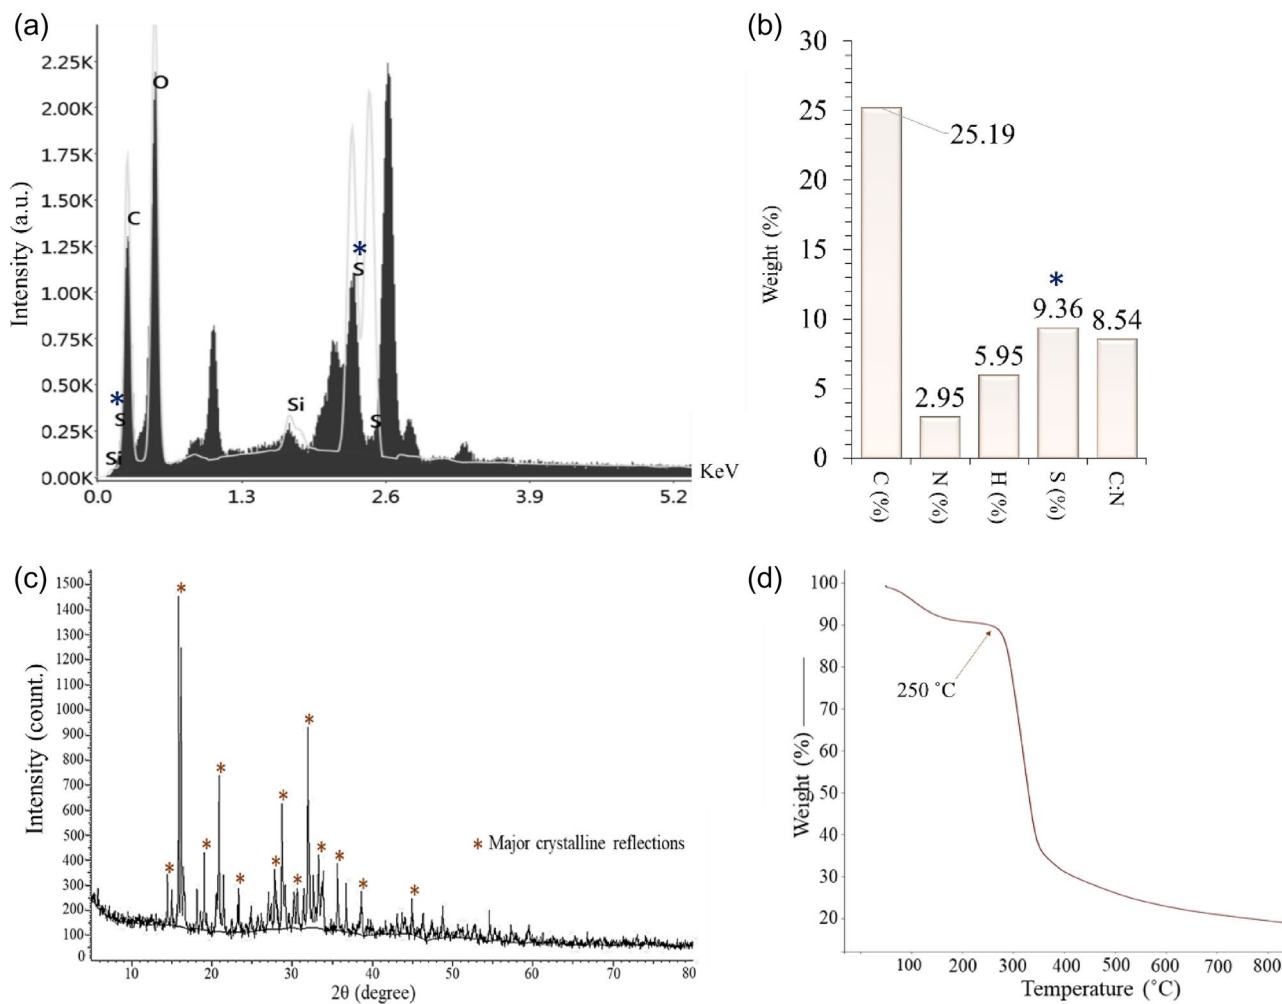 (a)
2.25K
2.00K
1.75K
1.50K
1.25K
1.00K
0.75K
0.50K
0.25K
0.00K
Intensity (a.u.)
O
C
* S
* S
Si
Si
S
KeV
0.0 1.3 2.6 3.9 5.2
(b)
30
25
20
15
10
5
0
Weight (%)
25.19
2.95
5.95
*
9.36
8.54
C (%)
N (%)
H (%)
S (%)
C:N
(c)
1500
1400
1300
1200
1100
1000
900
800
700
600
500
400
300
200
100
0
Intensity (count.)
* Major crystalline reflections
10 20 30 40 50 60 70 80
2θ (degree)
(d)
100
90
80
70
60
50
40
30
20
Weight (%)
250 ˚C
100 200 300 400 500 600 700 800
Temperature (˚C)